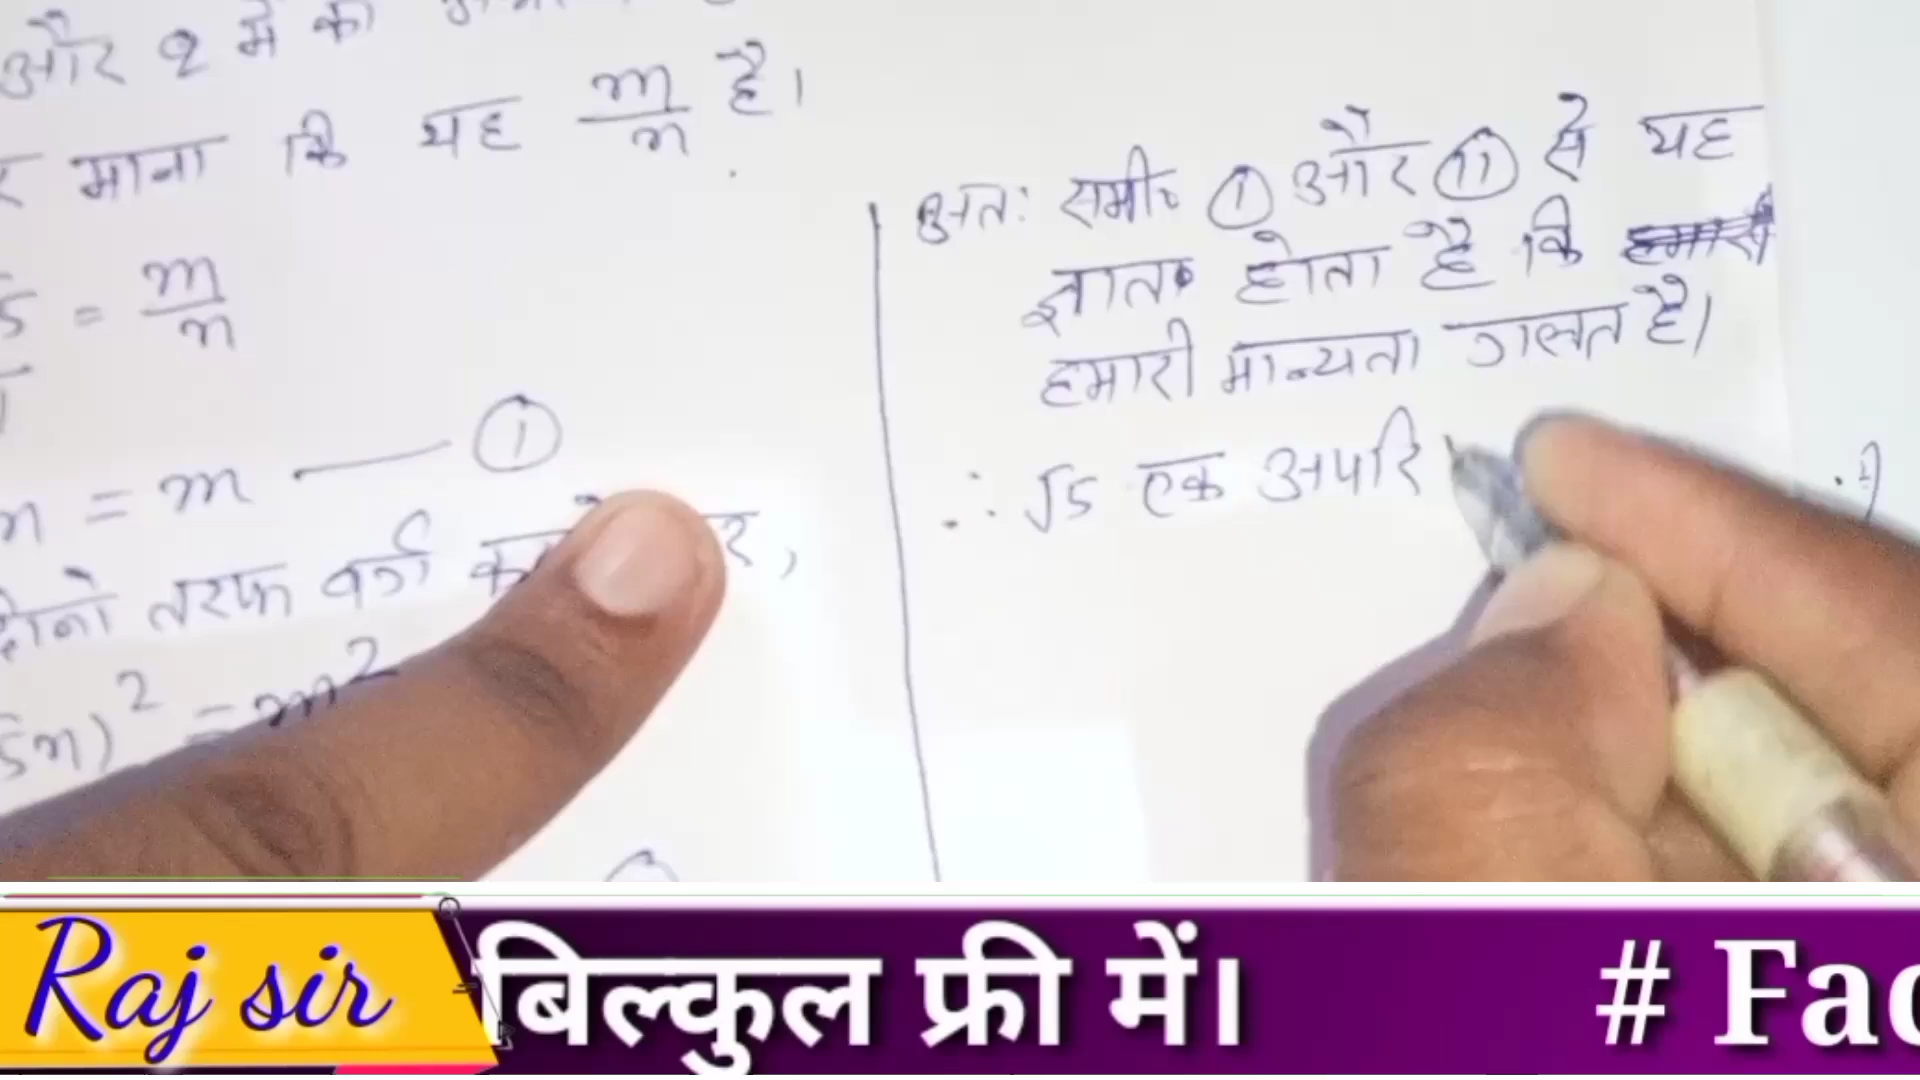 और 2 में को
माना कि यह m/n है।
5 = m/n
n = m — (i)
दोनो तरफ वर्ग
5n)² = m²
अतः समी० (i) और (ii) से यह
ज्ञात होता है कि
हमारी मान्यता गलत है।
∴ √5 एक अपरि
Raj sir
बिल्कुल फ्री में।
# Fac